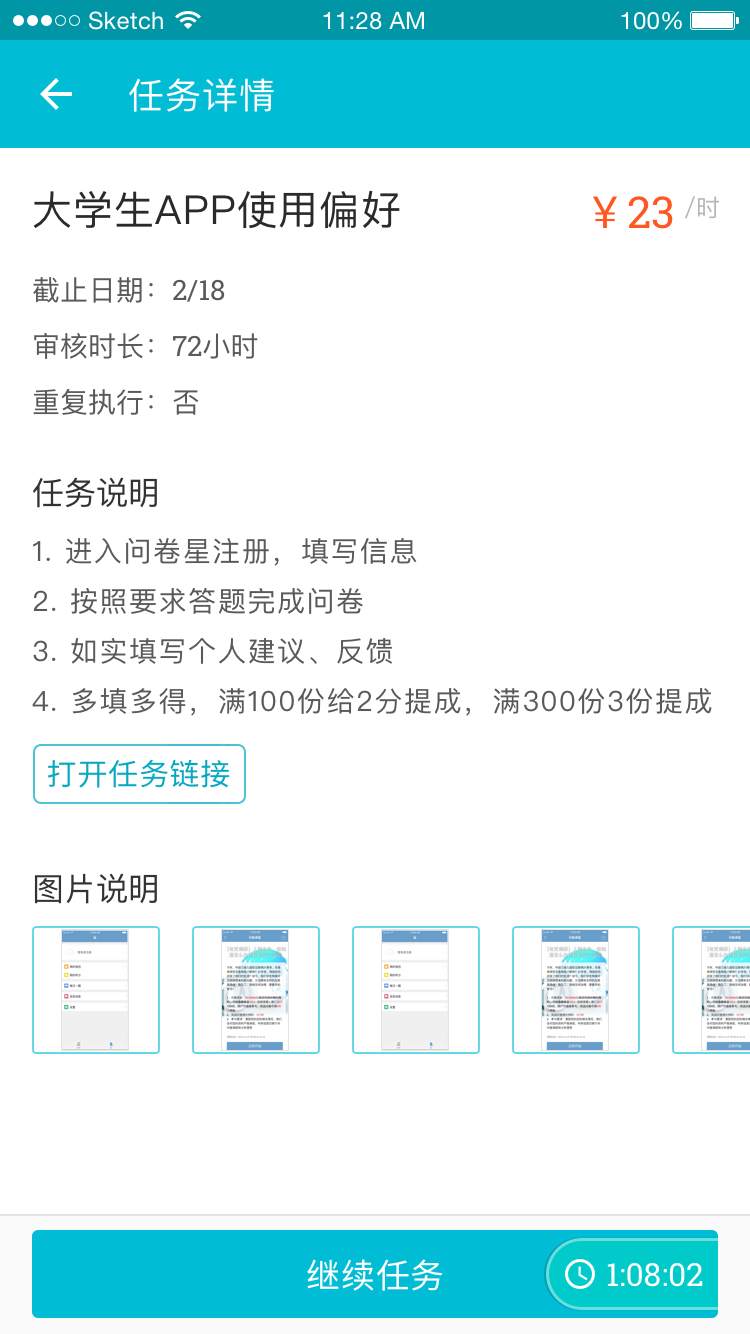 Sketch 11:28 AM 100%
任务详情
大学生APP使用偏好 ¥ 23 /时
截止日期：2/18
审核时长：72小时
重复执行：否
任务说明
1. 进入问卷星注册，填写信息
2. 按照要求答题完成问卷
3. 如实填写个人建议、反馈
4. 多填多得，满100份给2分提成，满300份3份提成
打开任务链接
图片说明
继续任务 1:08:02